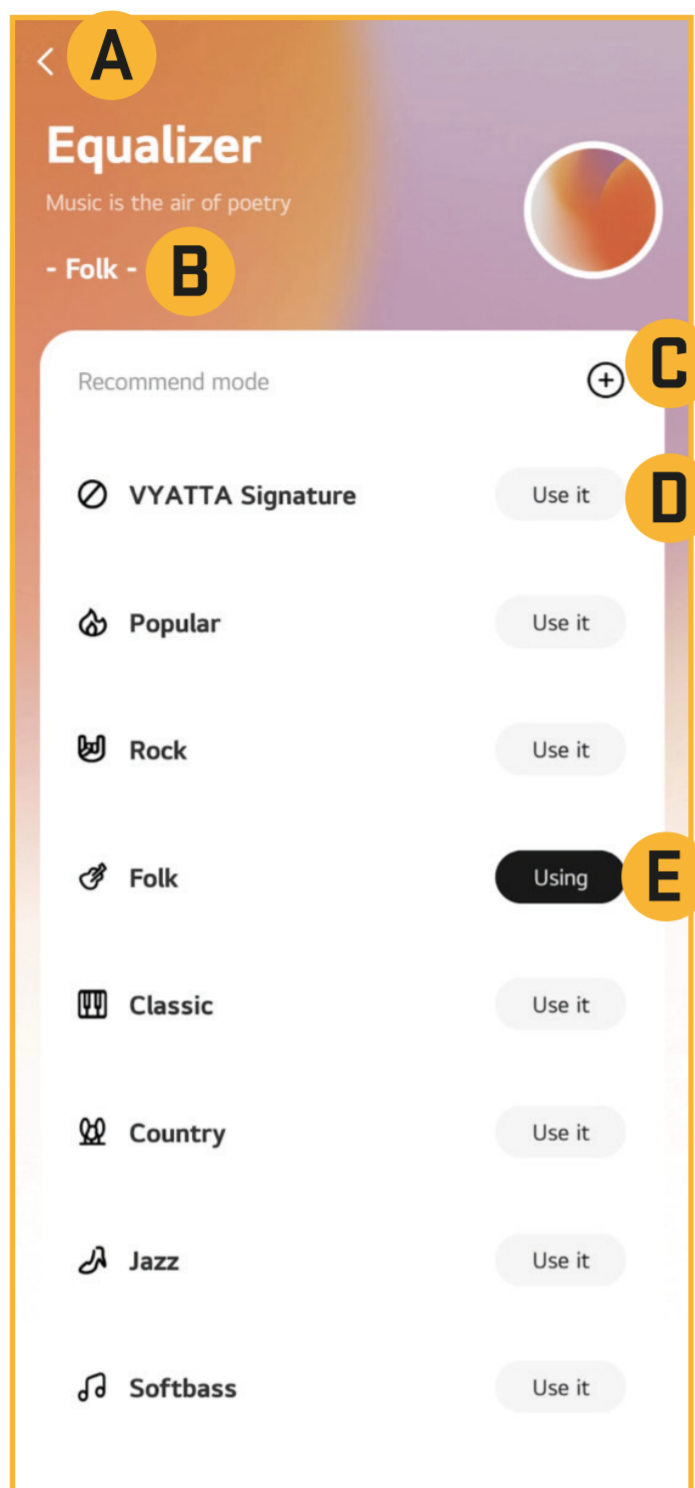 A
Equalizer
Music is the air of poetry
- Folk - B
Recommend mode C
VYATTA Signature Use it D
Popular Use it
Rock Use it
Folk Using E
Classic Use it
Country Use it
Jazz Use it
Softbass Use it